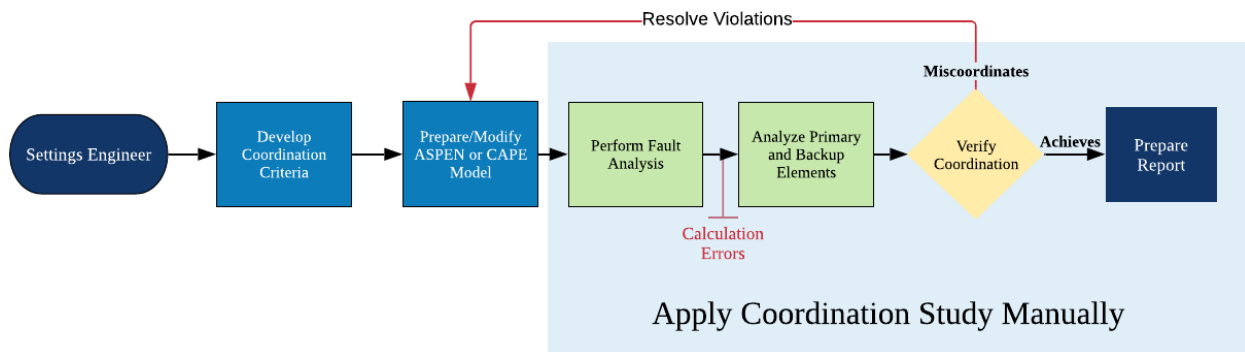 Resolve Violations
Miscoordinates
Settings Engineer
Develop
Coordination
Criteria
Prepare/Modify
ASPEN or CAPE
Model
Perform Fault
Analysis
Analyze Primary
and Backup
Elements
Verify
Coordination
Achieves
Prepare
Report
Calculation
Errors
Apply Coordination Study Manually